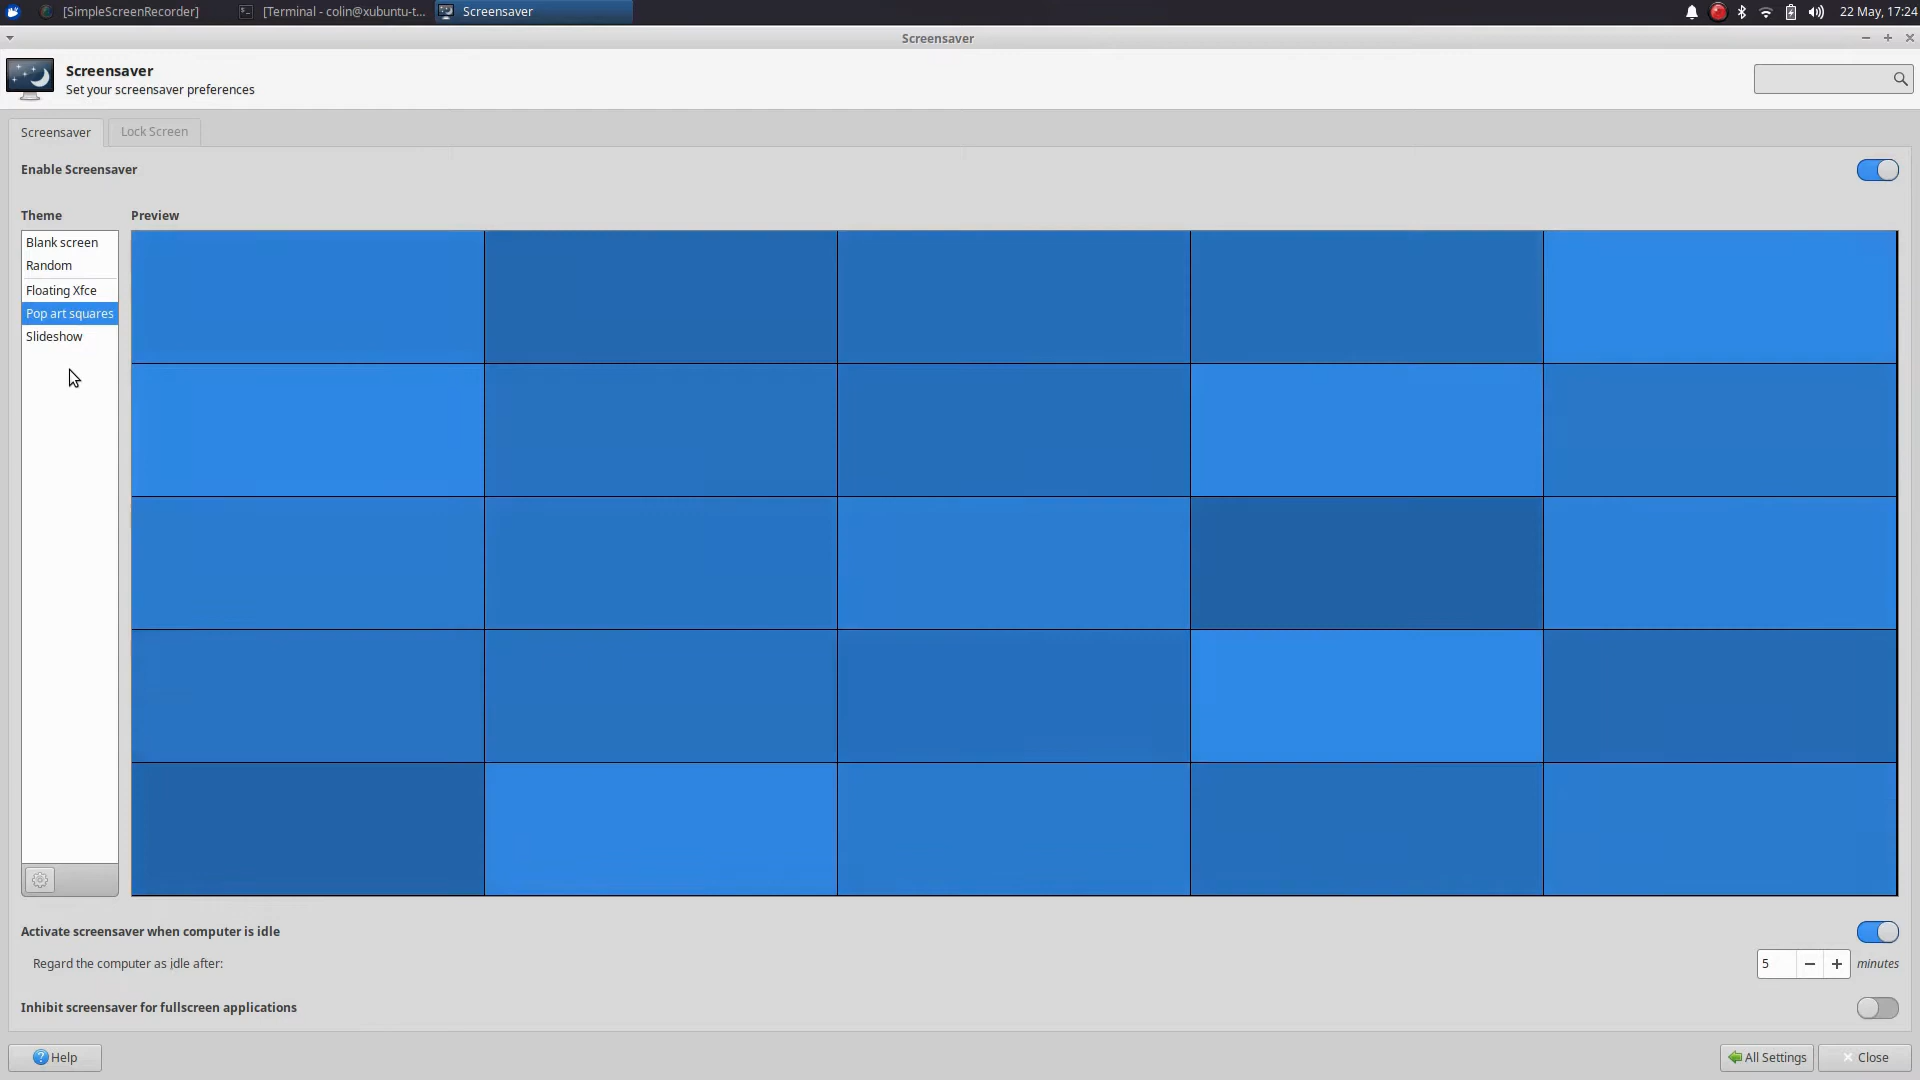 [SimpleScreenRecorder]
[Terminal - colin@xubuntu-t...
Screensaver
22 May, 17:24
Screensaver
Screensaver
Set your screensaver preferences
Screensaver
Lock Screen
Enable Screensaver
Theme
Preview
Blank screen
Random
Floating Xfce
Pop art squares
Slideshow
Activate screensaver when computer is idle
Regard the computer as idle after:
5
minutes
Inhibit screensaver for fullscreen applications
Help
All Settings
Close